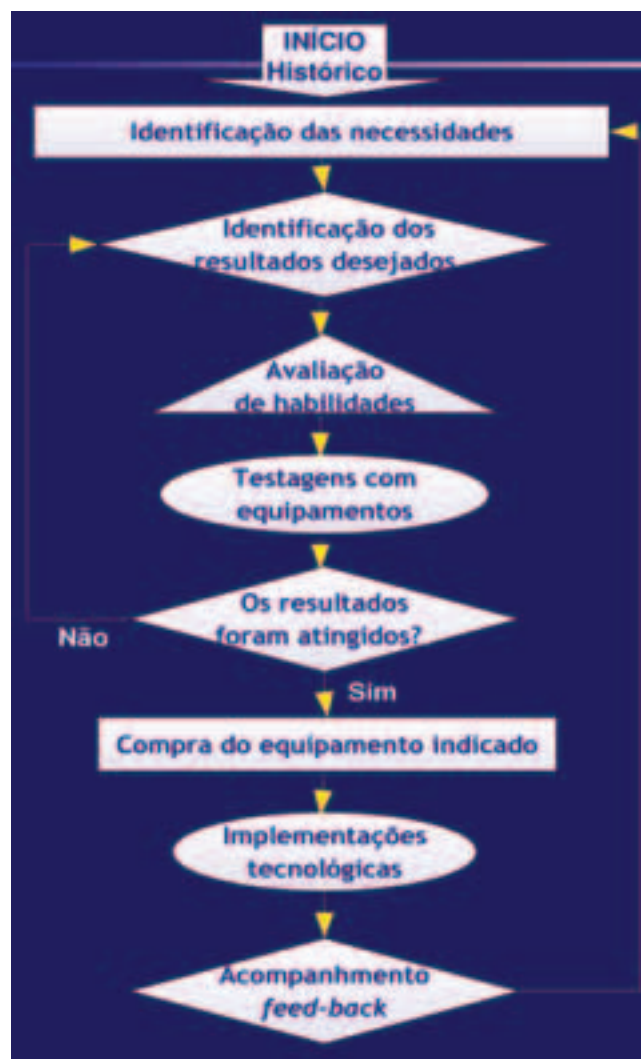 INÍCIO
Histórico
Identificação das necessidades
Identificação dos
resultados desejados
Avaliação
de habilidades
Testagens com
equipamentos
Os resultados
foram atingidos?
Não
Sim
Compra do equipamento indicado
Implementações
tecnológicas
Acompanhmento
feed-back